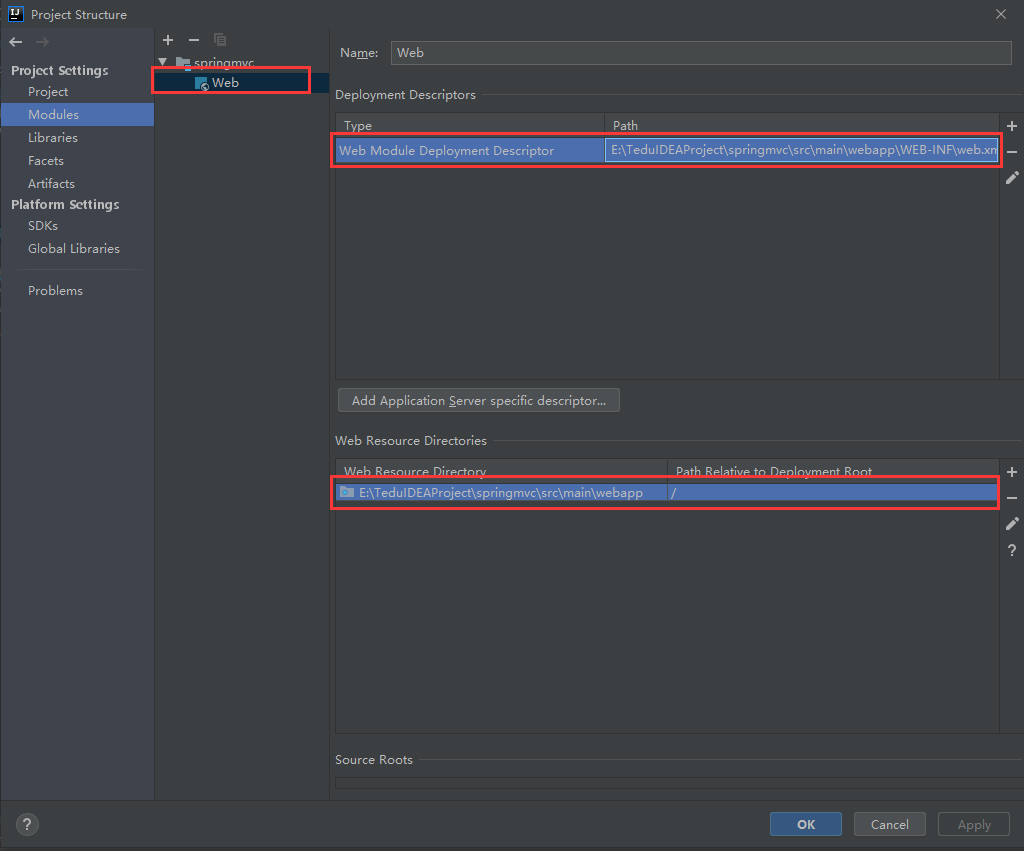 Project Structure
Project Settings
Project
Modules
Libraries
Facets
Artifacts
Platform Settings
SDKs
Global Libraries
Problems
springmvc
Web
Name: Web
Deployment Descriptors
Type Path
Web Module Deployment Descriptor E:\TeduIDEAProject\springmvc\src\main\webapp\WEB-INF\web.xm
Add Application Server specific descriptor...
Web Resource Directories
Web Resource Directory Path Relative to Deployment Root
E:\TeduIDEAProject\springmvc\src\main\webapp /
Source Roots
? OK Cancel Apply